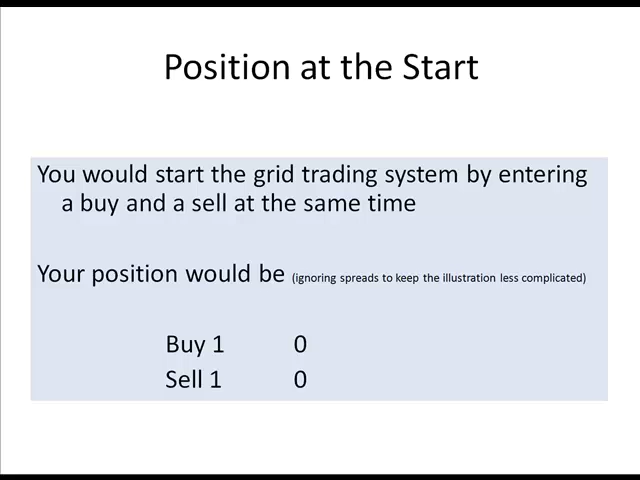 Position at the Start
You would start the grid trading system by entering
a buy and a sell at the same time
Your position would be (ignoring spreads to keep the illustration less complicated)
Buy 1 0
Sell 1 0